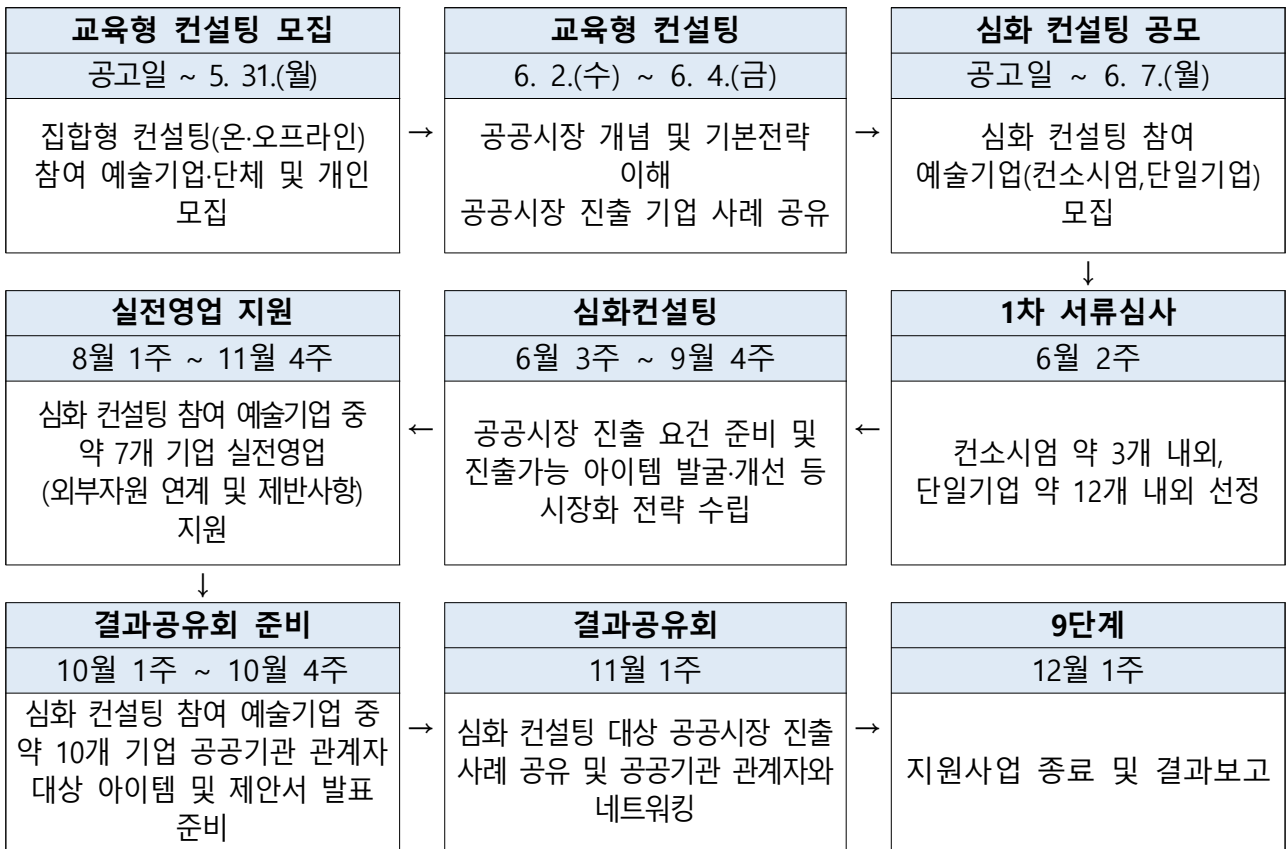 교육형 컨설팅 모집
공고일 ~ 5. 31.(월)
집합형 컨설팅(온·오프라인)
참여 예술기업·단체 및 개인
모집
→
교육형 컨설팅
6. 2.(수) ~ 6. 4.(금)
공공시장 개념 및 기본전략
이해
공공시장 진출 기업 사례 공유
→
심화 컨설팅 공모
공고일 ~ 6. 7.(월)
심화 컨설팅 참여
예술기업(컨소시엄,단일기업)
모집
↓
1차 서류심사
6월 2주
컨소시엄 약 3개 내외,
단일기업 약 12개 내외 선정
←
심화컨설팅
6월 3주 ~ 9월 4주
공공시장 진출 요건 준비 및
진출가능 아이템 발굴·개선 등
시장화 전략 수립
←
실전영업 지원
8월 1주 ~ 11월 4주
심화 컨설팅 참여 예술기업 중
약 7개 기업 실전영업
(외부자원 연계 및 제반사항)
지원
↓
결과공유회 준비
10월 1주 ~ 10월 4주
심화 컨설팅 참여 예술기업 중
약 10개 기업 공공기관 관계자
대상 아이템 및 제안서 발표
준비
→
결과공유회
11월 1주
심화 컨설팅 대상 공공시장 진출
사례 공유 및 공공기관 관계자와
네트워킹
→
9단계
12월 1주
지원사업 종료 및 결과보고